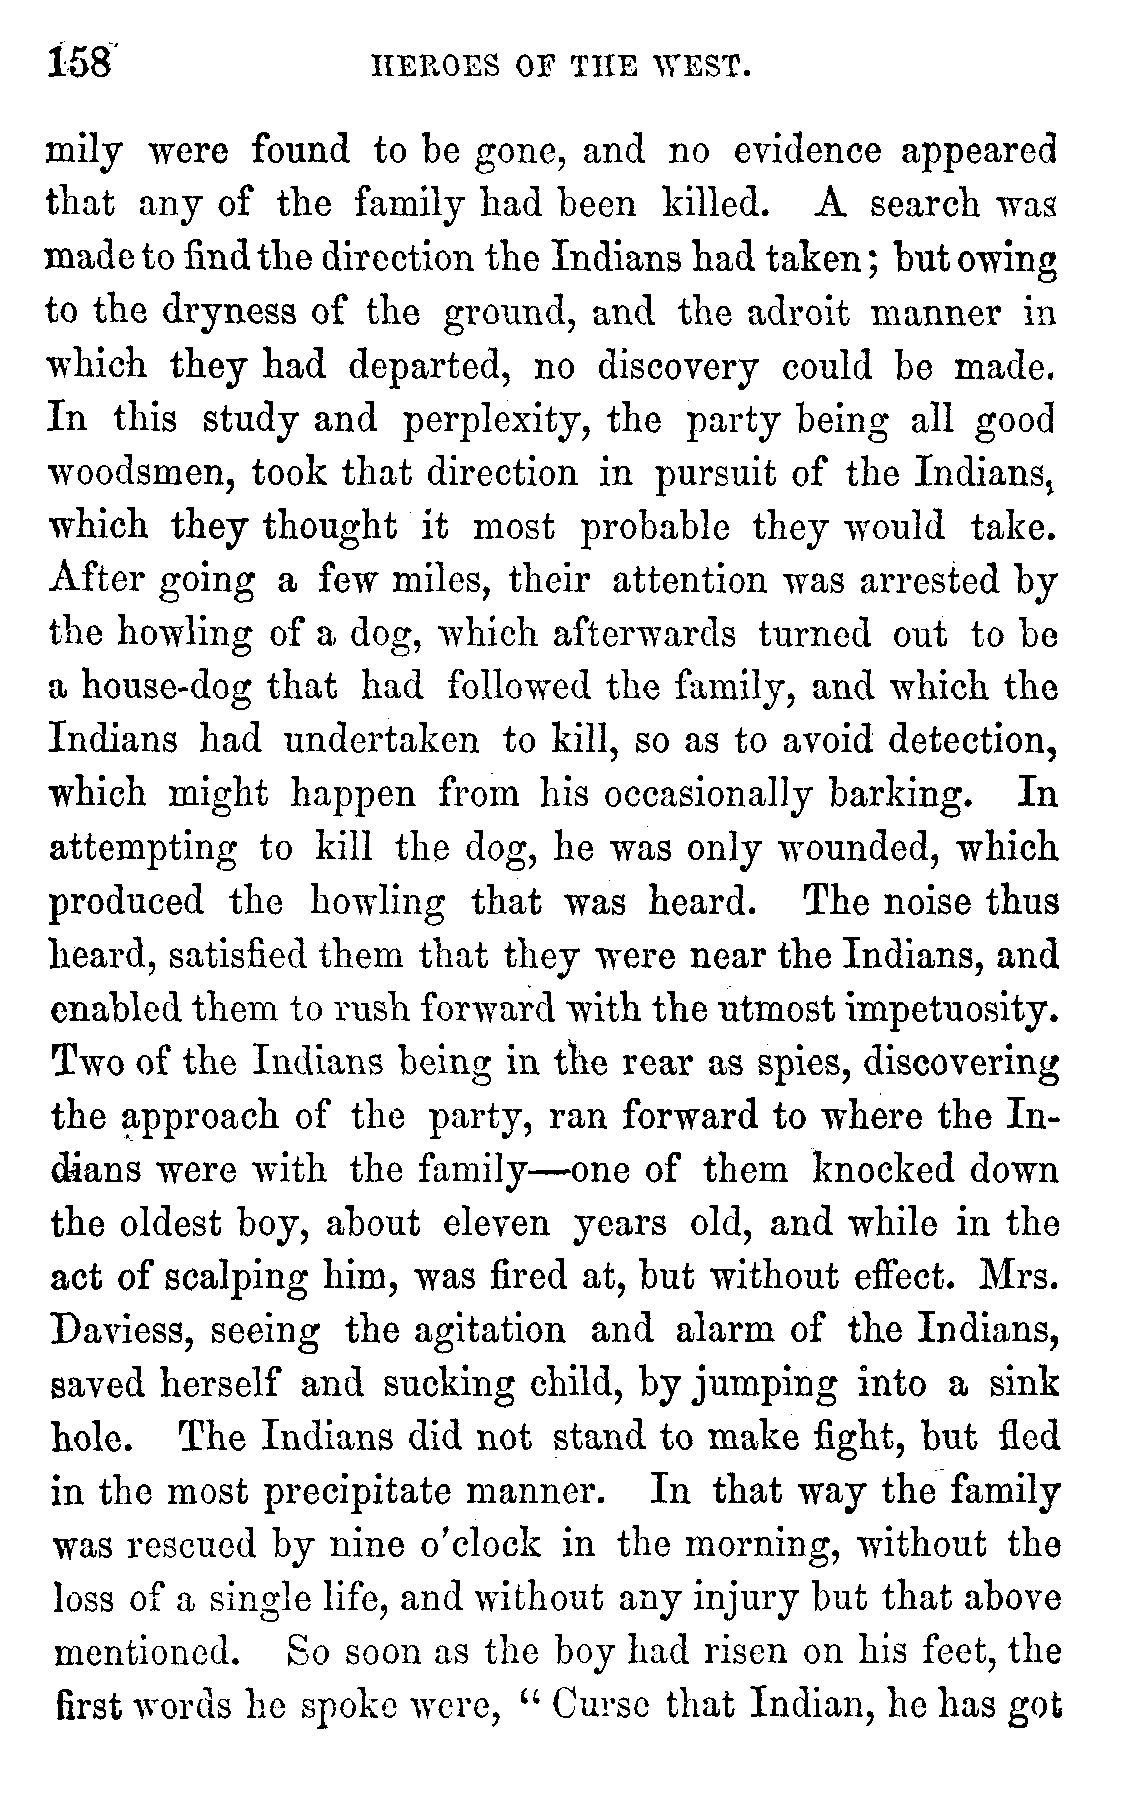 158 HEROES OF THE WEST.
mily were found to be gone, and no evidence appeared
that any of the family had been killed. A search was
made to find the direction the Indians had taken; but owing
to the dryness of the ground, and the adroit manner in
which they had departed, no discovery could be made.
In this study and perplexity, the party being all good
woodsmen, took that direction in pursuit of the Indians,
which they thought it most probable they would take.
After going a few miles, their attention was arrested by
the howling of a dog, which afterwards turned out to be
a house-dog that had followed the family, and which the
Indians had undertaken to kill, so as to avoid detection,
which might happen from his occasionally barking. In
attempting to kill the dog, he was only wounded, which
produced the howling that was heard. The noise thus
heard, satisfied them that they were near the Indians, and
enabled them to rush forward with the utmost impetuosity.
Two of the Indians being in the rear as spies, discovering
the approach of the party, ran forward to where the In-
dians were with the family—one of them knocked down
the oldest boy, about eleven years old, and while in the
act of scalping him, was fired at, but without effect. Mrs.
Daviess, seeing the agitation and alarm of the Indians,
saved herself and sucking child, by jumping into a sink
hole. The Indians did not stand to make fight, but fled
in the most precipitate manner. In that way the family
was rescued by nine o'clock in the morning, without the
loss of a single life, and without any injury but that above
mentioned. So soon as the boy had risen on his feet, the
first words he spoke were, “ Curse that Indian, he has got